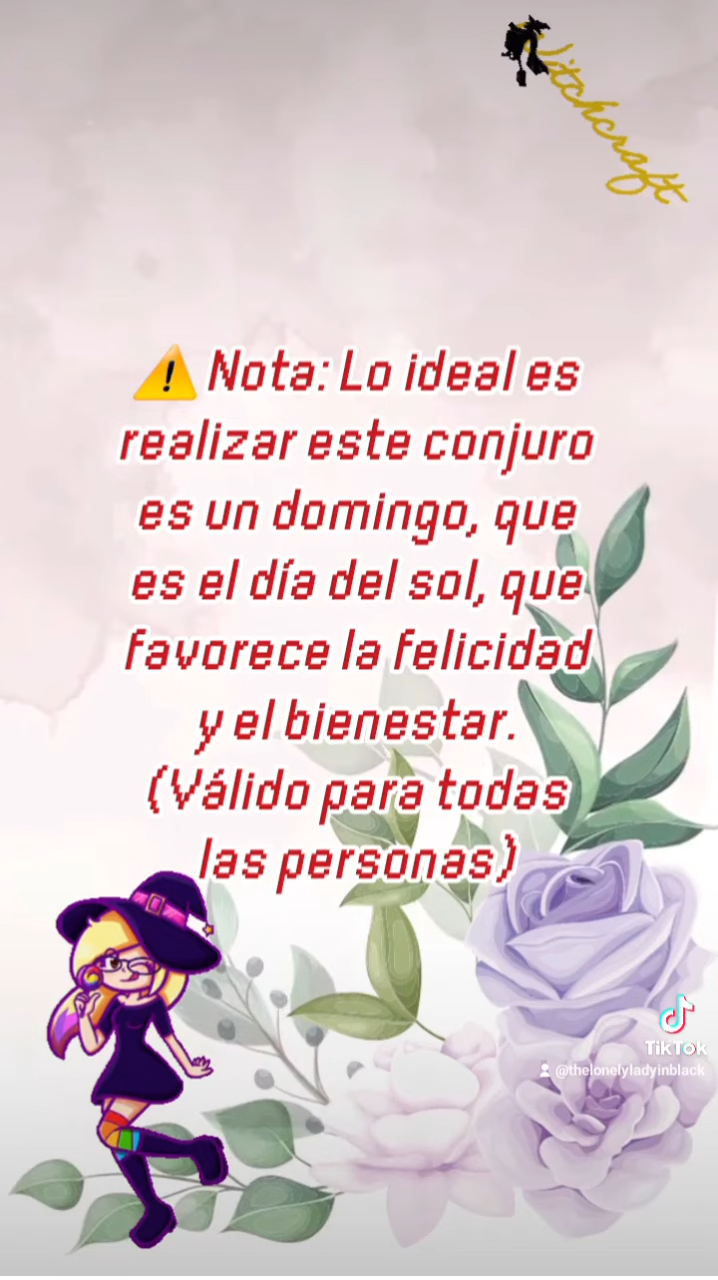 Witchcraft
⚠️ Nota: Lo ideal es
realizar este conjuro
es un domingo, que
es el día del sol, que
favorece la felicidad
y el bienestar.
(Válido para todas
las personas)
TikTok
@thelonelyladyinblack